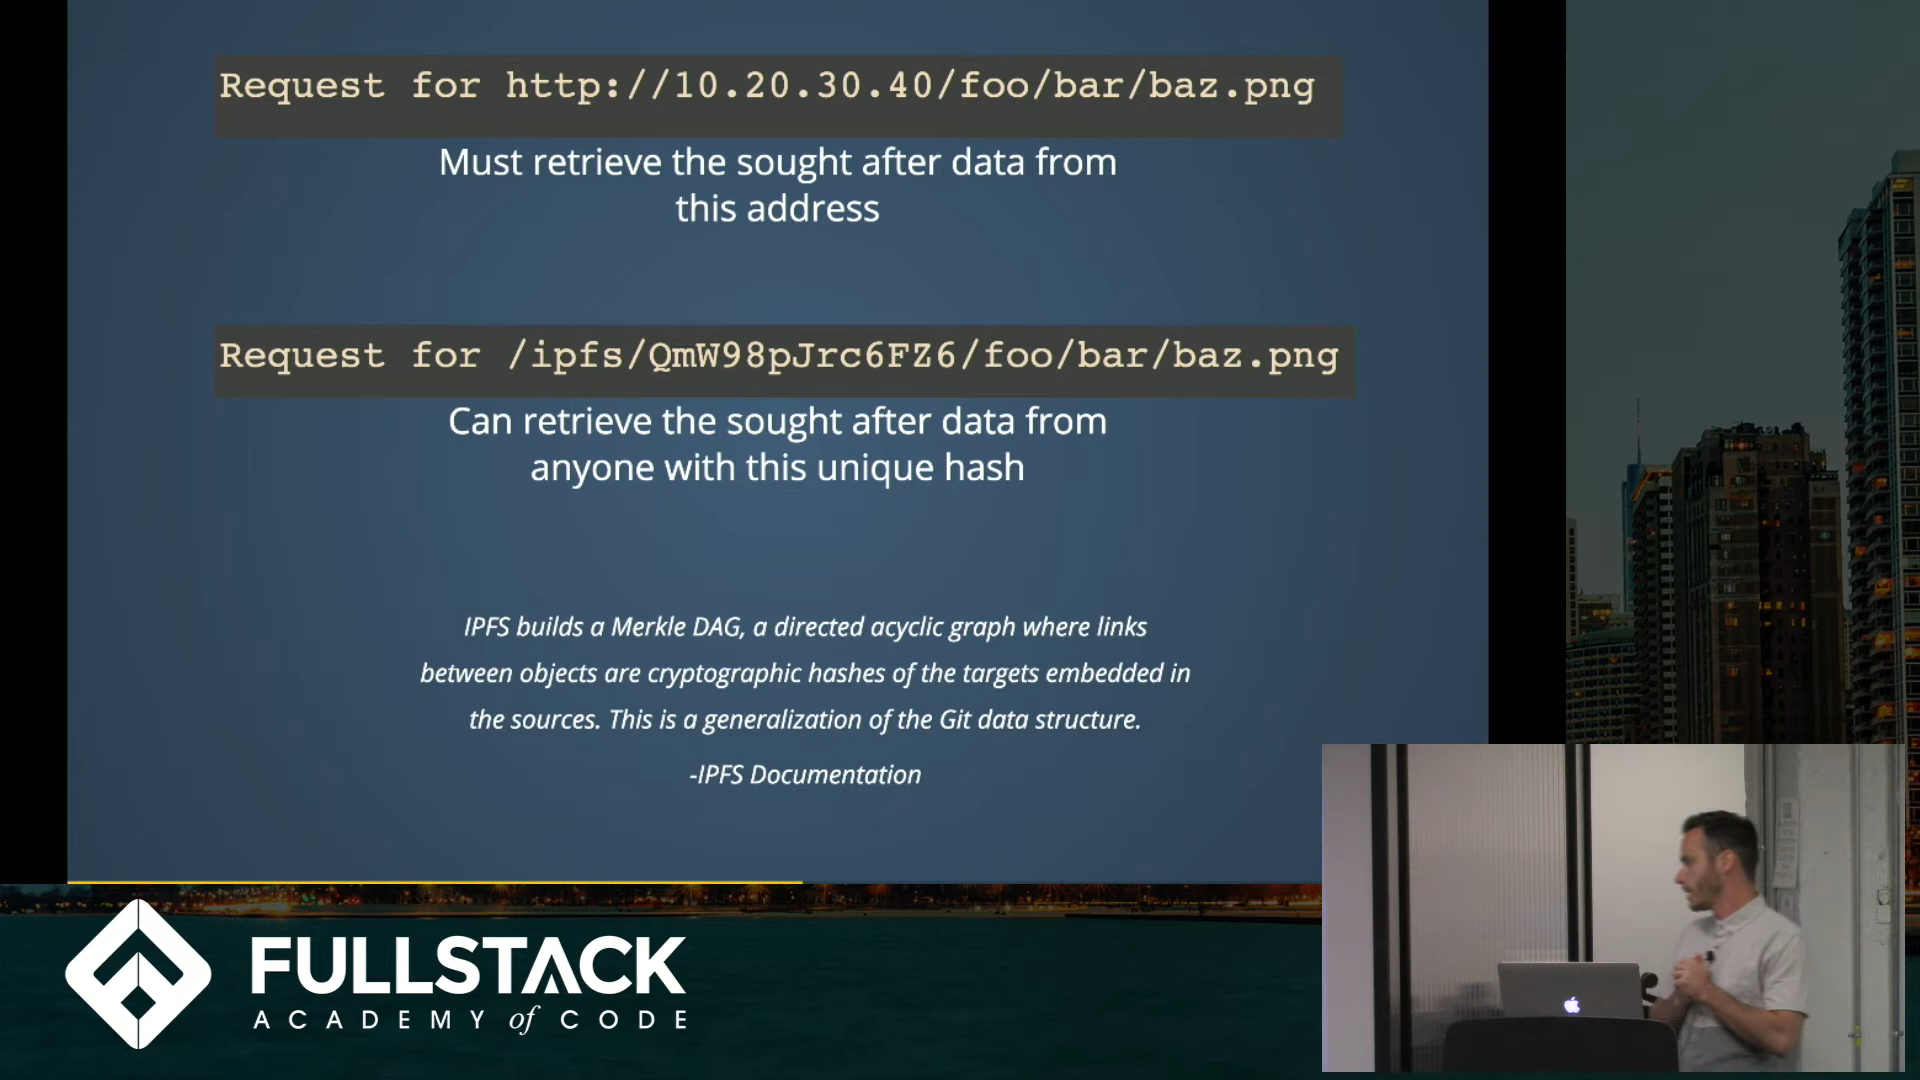 Request for http://10.20.30.40/foo/bar/baz.png
Must retrieve the sought after data from
this address
Request for /ipfs/QmW98pJrc6FZ6/foo/bar/baz.png
Can retrieve the sought after data from
anyone with this unique hash
IPFS builds a Merkle DAG, a directed acyclic graph where links
between objects are cryptographic hashes of the targets embedded in
the sources. This is a generalization of the Git data structure.
-IPFS Documentation
FULLSTACK
ACADEMY of CODE